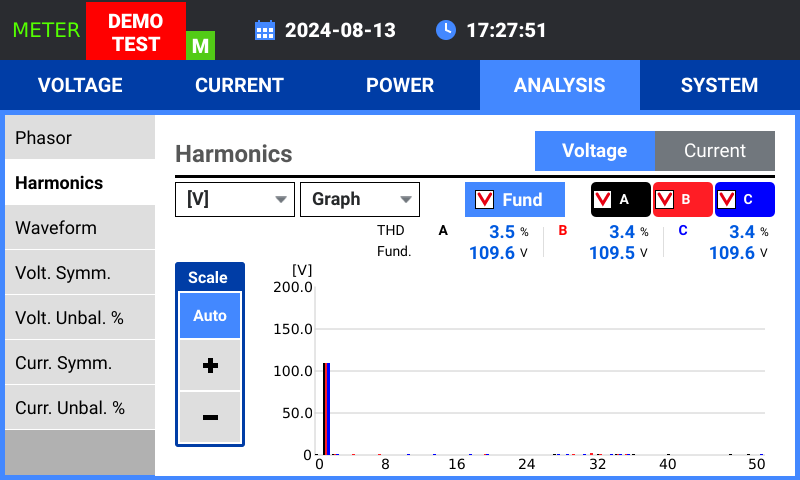 METER
DEMO
TEST
M
2024-08-13
17:27:51
VOLTAGE CURRENT POWER ANALYSIS SYSTEM
Phasor
Harmonics
Waveform
Volt. Symm.
Volt. Unbal. %
Curr. Symm.
Curr. Unbal. %
Harmonics
Voltage Current
[V] Graph Fund A B C
THD A 3.5 % B 3.4 % C 3.4 %
Fund. 109.6 V 109.5 V 109.6 V
Scale
Auto
+
−
[V]
200.0
150.0
100.0
50.0
0
0 8 16 24 32 40 50